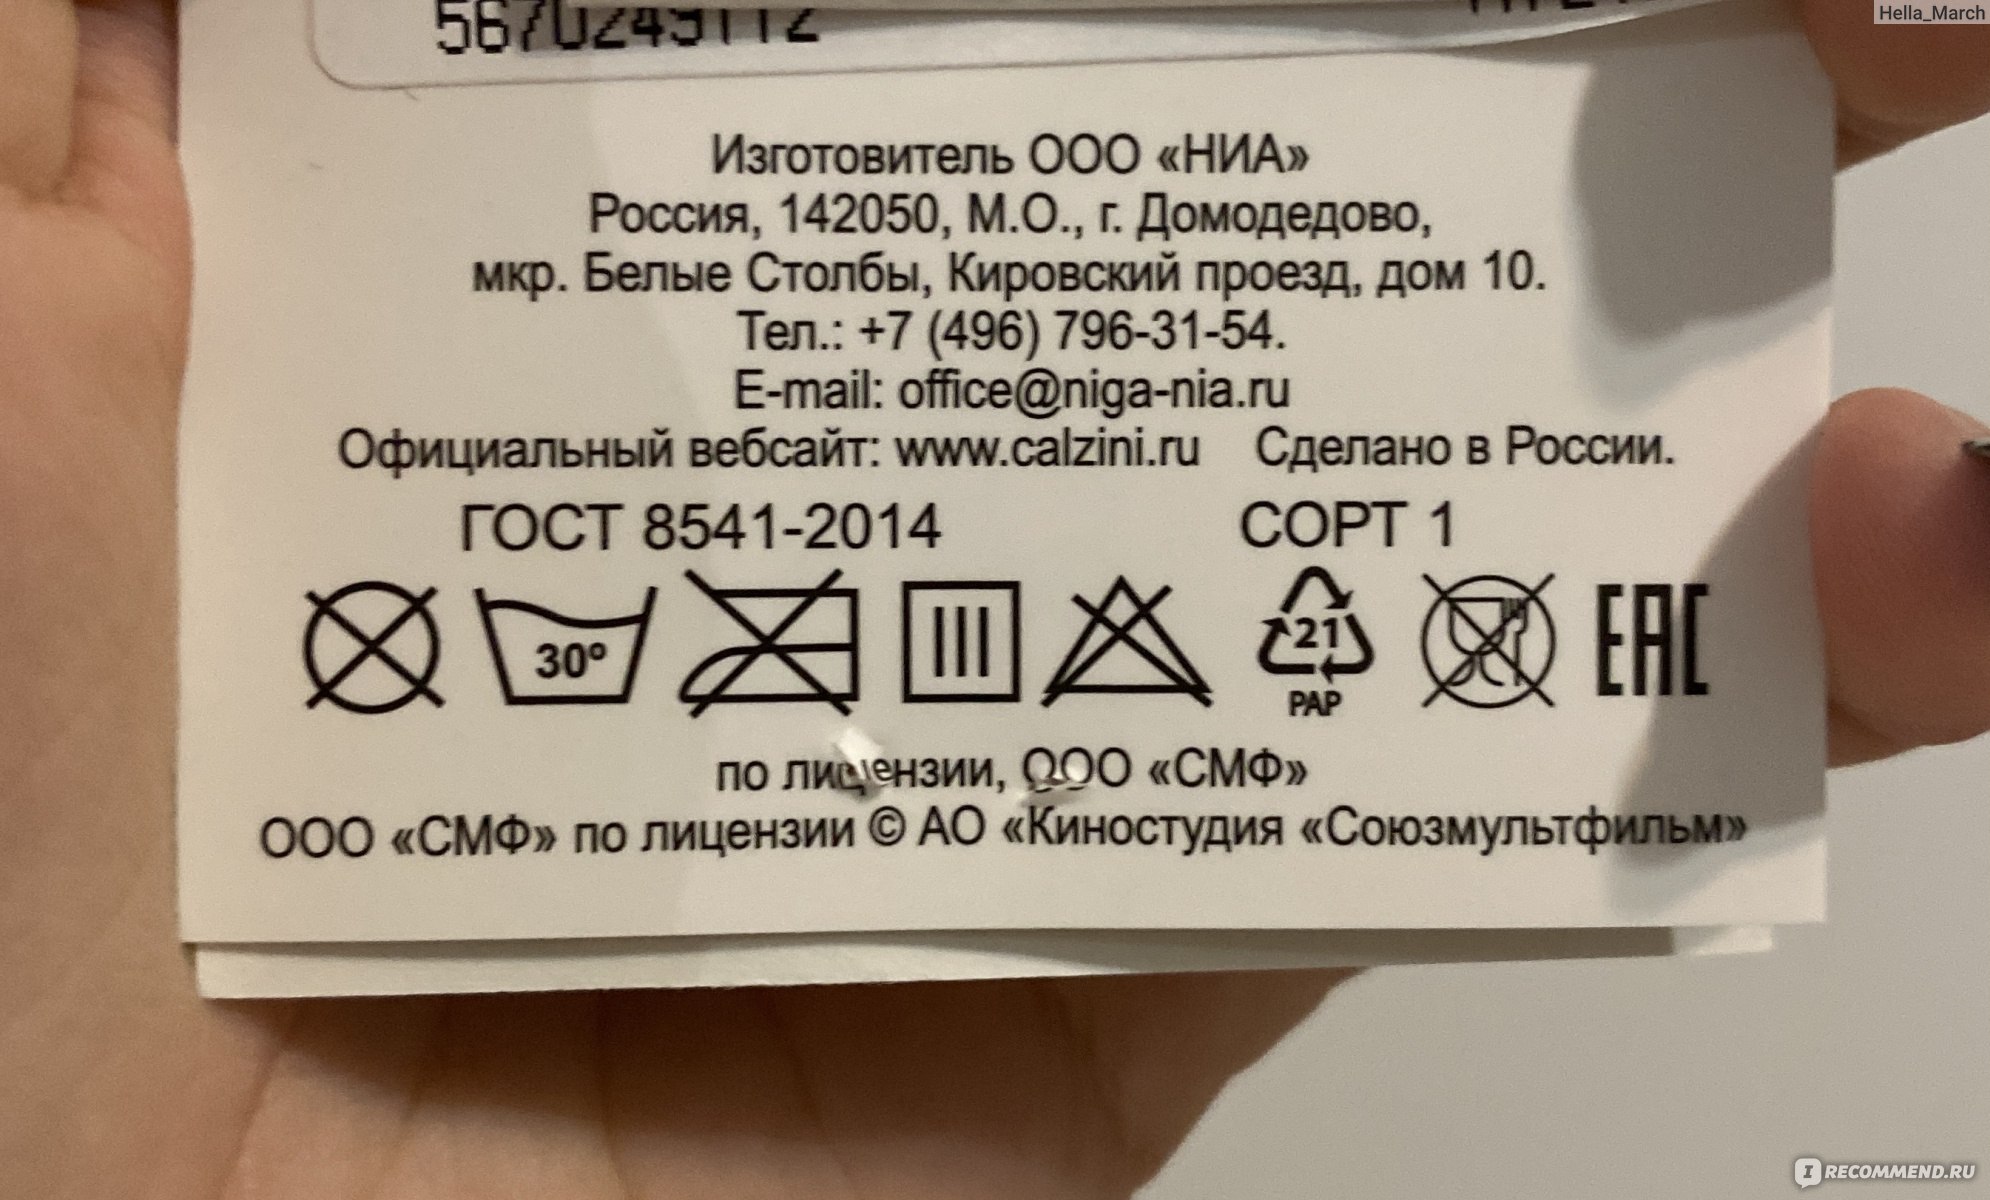 Hella_March
Изготовитель ООО «НИА»
Россия, 142050, М.О., г. Домодедово,
мкр. Белые Столбы, Кировский проезд, дом 10.
Тел.: +7 (496) 796-31-54.
E-mail: office@niga-nia.ru
Официальный вебсайт: www.calzini.ru Сделано в России.
ГОСТ 8541-2014 СОРТ 1
30° 21 EAC
PAP
по лицензии, ООО «СМФ»
ООО «СМФ» по лицензии © АО «Киностудия «Союзмультфильм»
IRECOMMEND.RU